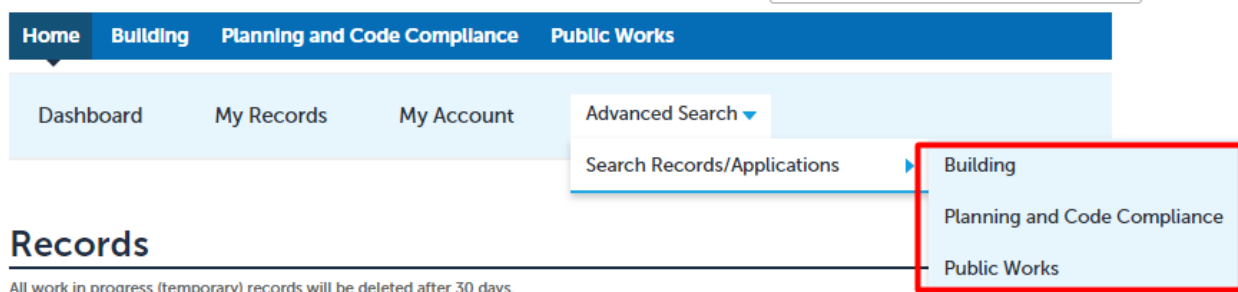 Home Building Planning and Code Compliance Public Works
Dashboard My Records My Account Advanced Search
Search Records/Applications
Building
Planning and Code Compliance
Public Works
Records
All work in progress (temporary) records will be deleted after 30 days.